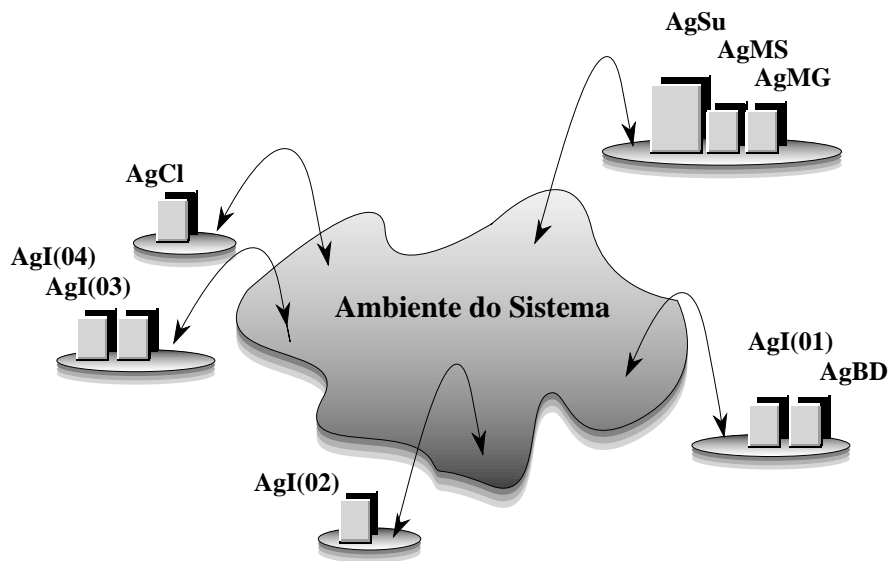 AgSu
AgMS
AgMG
AgCl
AgI(04)
AgI(03)
Ambiente do Sistema
AgI(01)
AgBD
AgI(02)